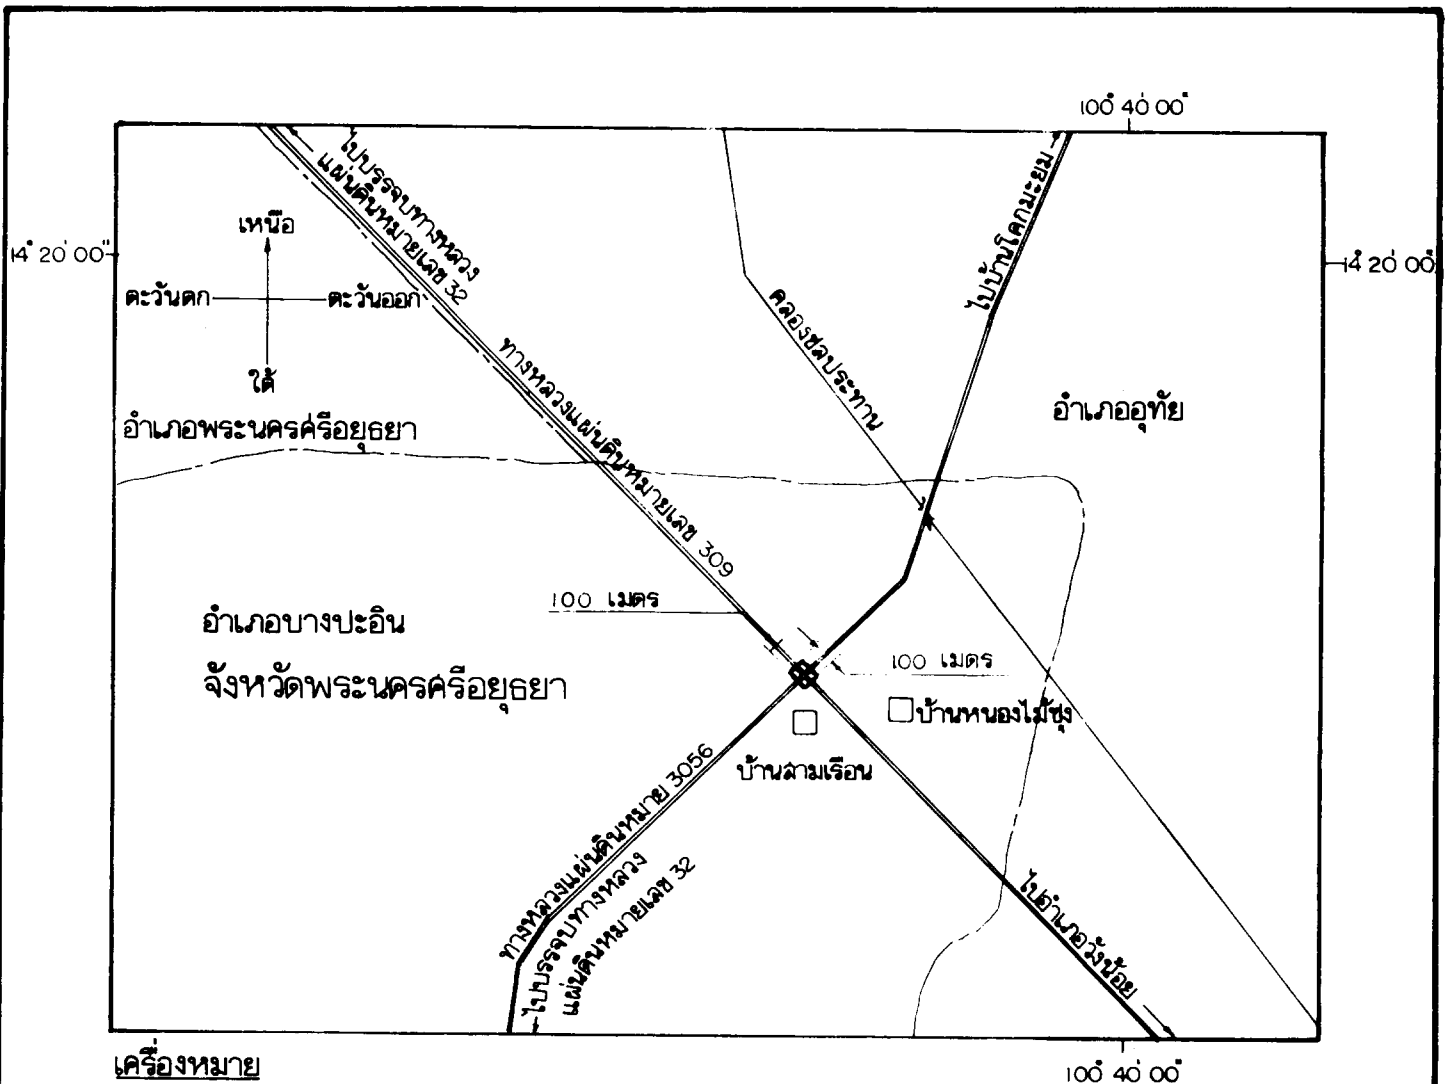 100° 40' 00"
ไปบรรจบทางหลวง
แผ่นดินหมายเลข 32
ไปบ้านโคกมะยม
เหนือ
14° 20' 00"
14° 20' 00"
ตะวันตก
ตะวันออก
ใต้
คลองชลประทาน
ทางหลวงแผ่นดินหมายเลข 309
อำเภอพระนครศรีอยุธยา
อำเภออุทัย
100 เมตร
อำเภอบางปะอิน
จังหวัดพระนครศรีอยุธยา
100 เมตร
บ้านหนองไม้ซุง
บ้านสามเรือน
ทางหลวงแผ่นดินหมาย 3056
ไปบรรจบทางหลวง
แผ่นดินหมายเลข 32
ไปอำเภอวังน้อย
เครื่องหมาย
100° 40' 00"